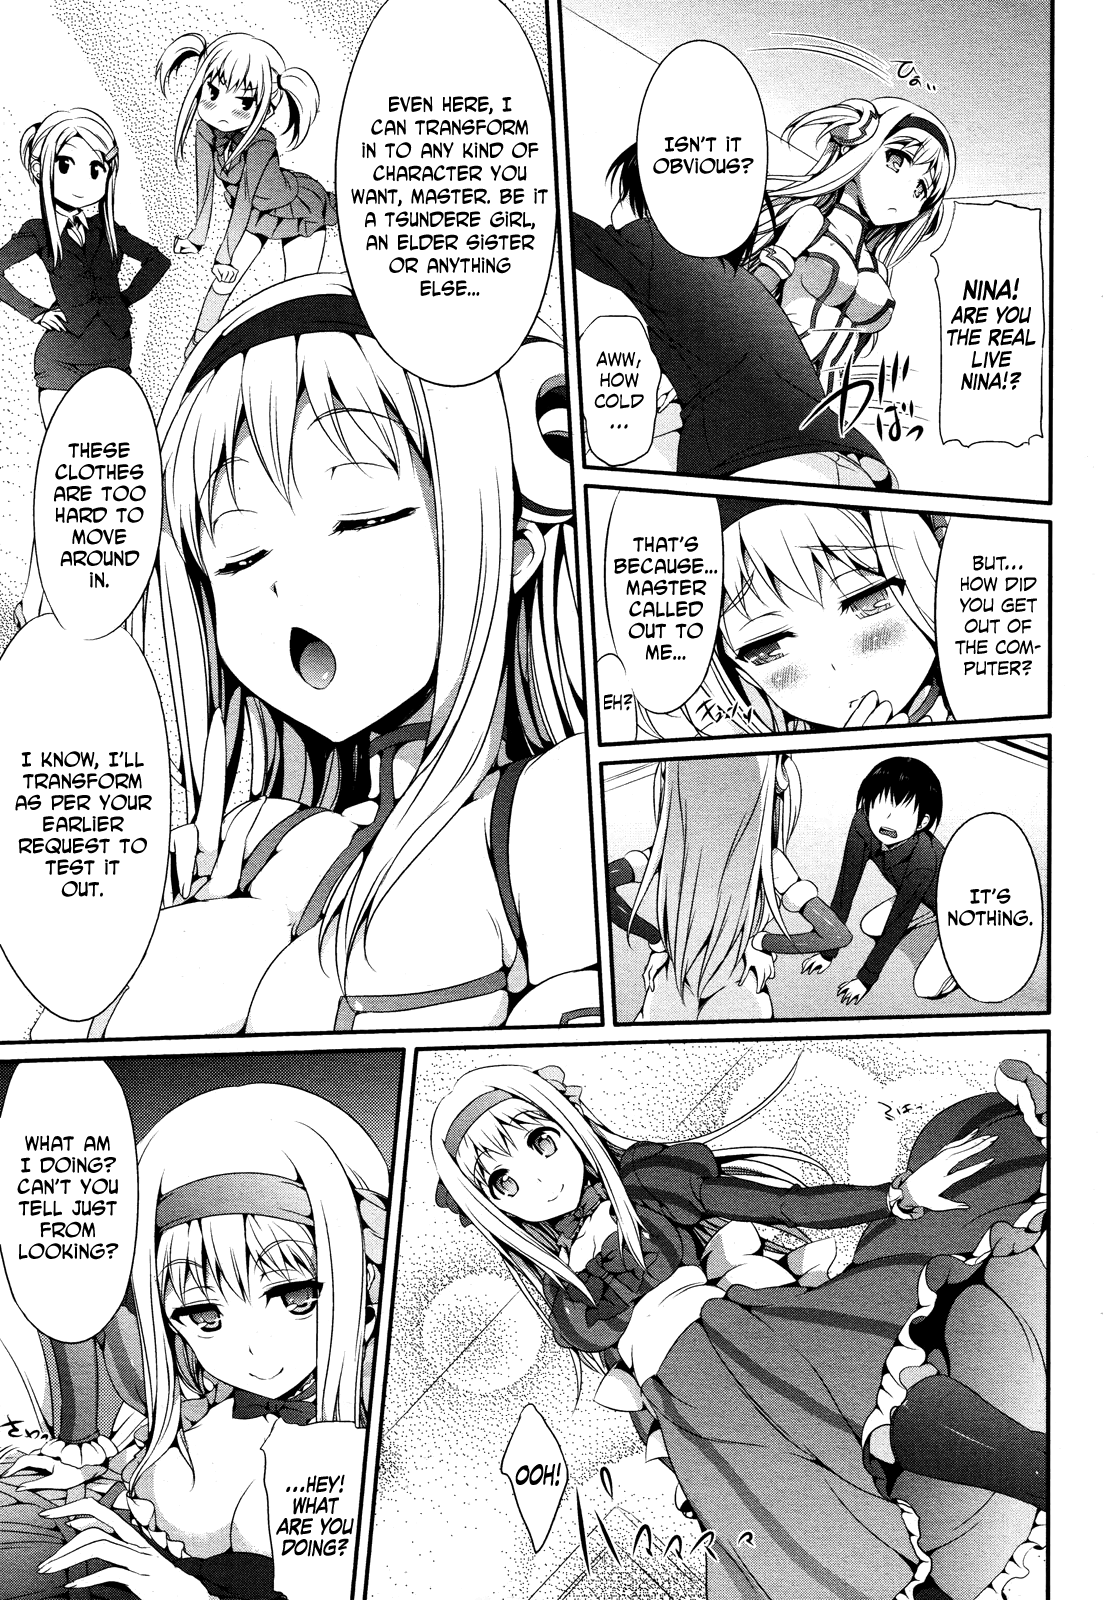 NINA!
ARE YOU
THE REAL
LIVE
NINA!?
ISN'T IT
OBVIOUS?
AWW,
HOW
COLD
...
BUT...
HOW DID
YOU GET
OUT OF
THE COM-
PUTER?
THAT'S
BECAUSE...
MASTER
CALLED
OUT TO
ME...
EH?
IT'S
NOTHING.
EVEN HERE, I
CAN TRANSFORM
IN TO ANY KIND OF
CHARACTER YOU
WANT, MASTER. BE IT
A TSUNDERE GIRL,
AN ELDER SISTER
OR ANYTHING
ELSE...
THESE
CLOTHES
ARE TOO
HARD TO
MOVE
AROUND
IN.
I KNOW, I'LL
TRANSFORM
AS PER YOUR
EARLIER
REQUEST TO
TEST IT
OUT.
OOH!
...HEY!
WHAT
ARE YOU
DOING?
WHAT AM
I DOING?
CAN'T YOU
TELL JUST
FROM
LOOKING?